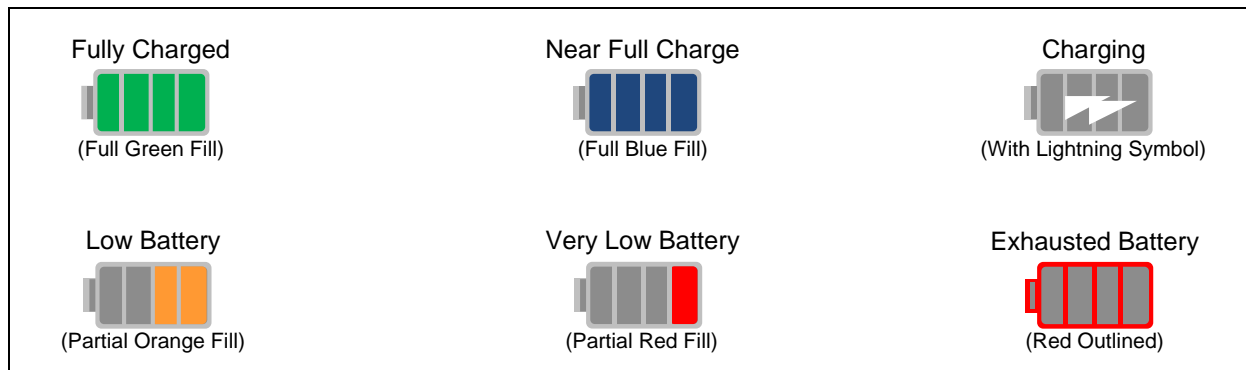 Fully Charged
(Full Green Fill)
Near Full Charge
(Full Blue Fill)
Charging
(With Lightning Symbol)
Low Battery
(Partial Orange Fill)
Very Low Battery
(Partial Red Fill)
Exhausted Battery
(Red Outlined)